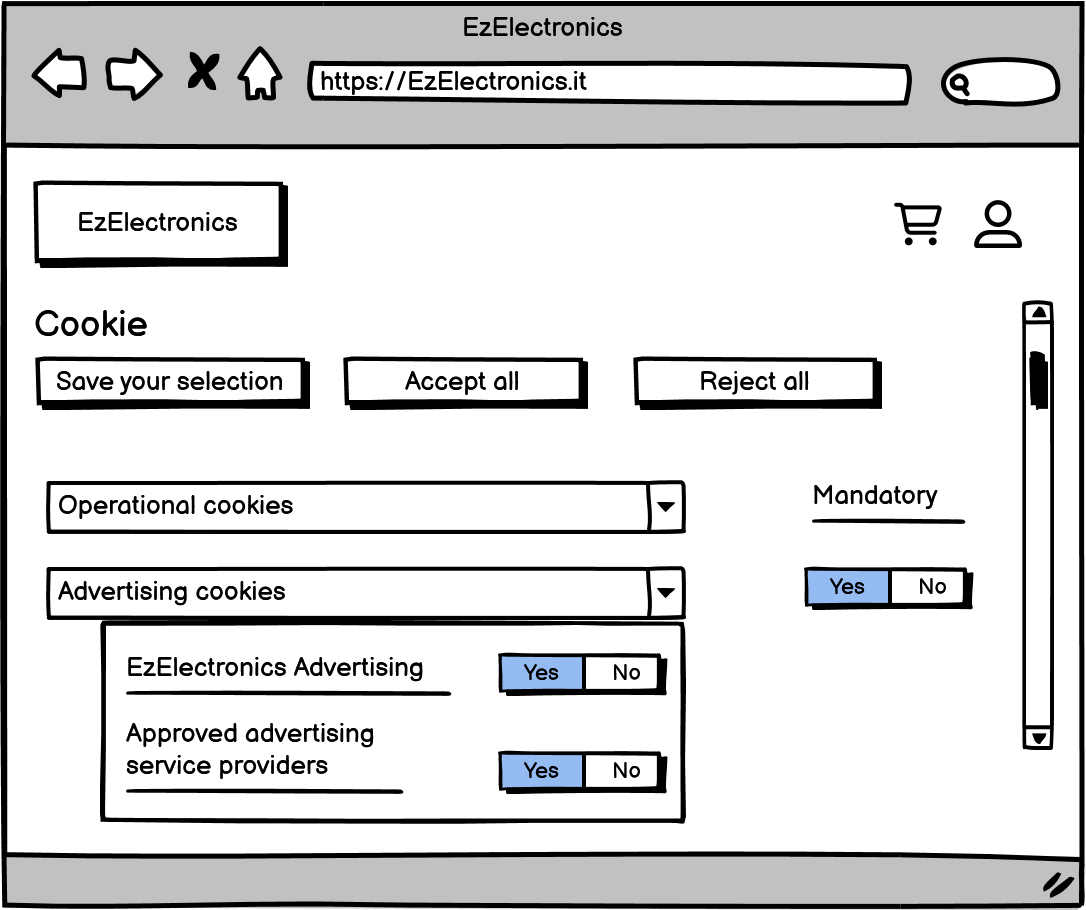 EzElectronics
https://EzElectronics.it
EzElectronics
Cookie
Save your selection
Accept all
Reject all
Operational cookies
Mandatory
Advertising cookies
Yes No
EzElectronics Advertising
Yes No
Approved advertising
service providers
Yes No